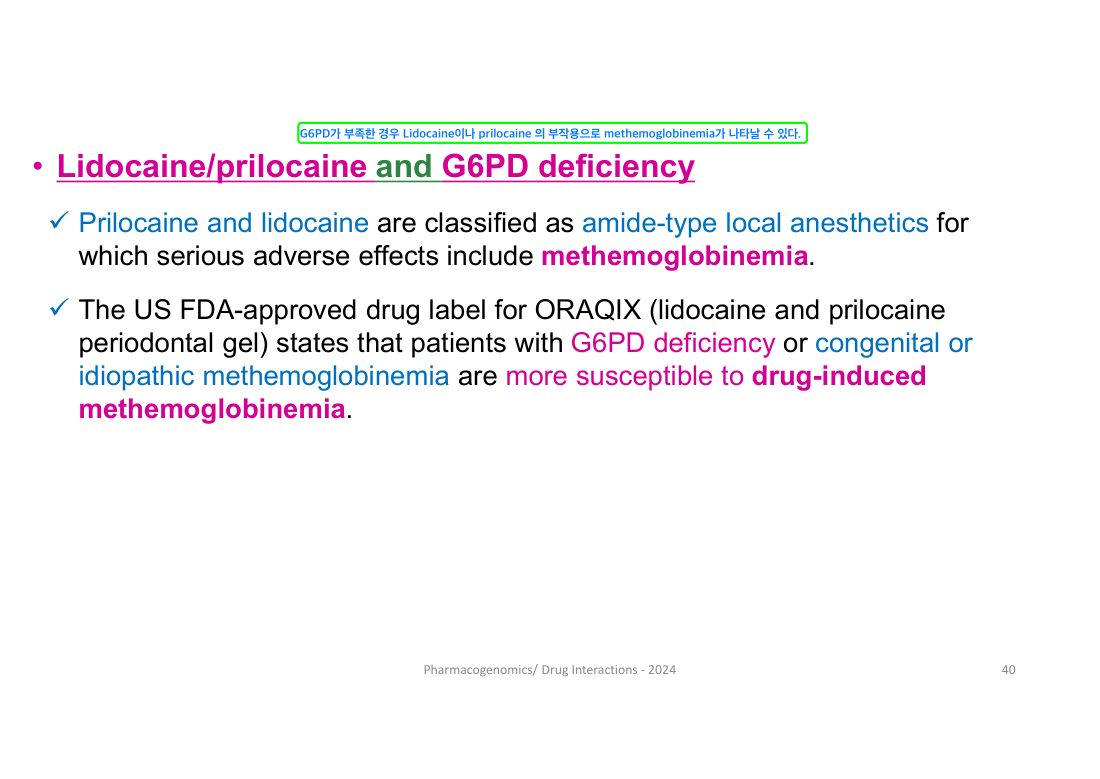 G6PD가 부족한 경우 Lidocaine이나 prilocaine 의 부작용으로 methemoglobinemia가 나타날 수 있다.
• Lidocaine/prilocaine and G6PD deficiency
✓ Prilocaine and lidocaine are classified as amide-type local anesthetics for
which serious adverse effects include methemoglobinemia.
✓ The US FDA-approved drug label for ORAQIX (lidocaine and prilocaine
periodontal gel) states that patients with G6PD deficiency or congenital or
idiopathic methemoglobinemia are more susceptible to drug-induced
methemoglobinemia.
Pharmacogenomics/ Drug Interactions - 2024
40